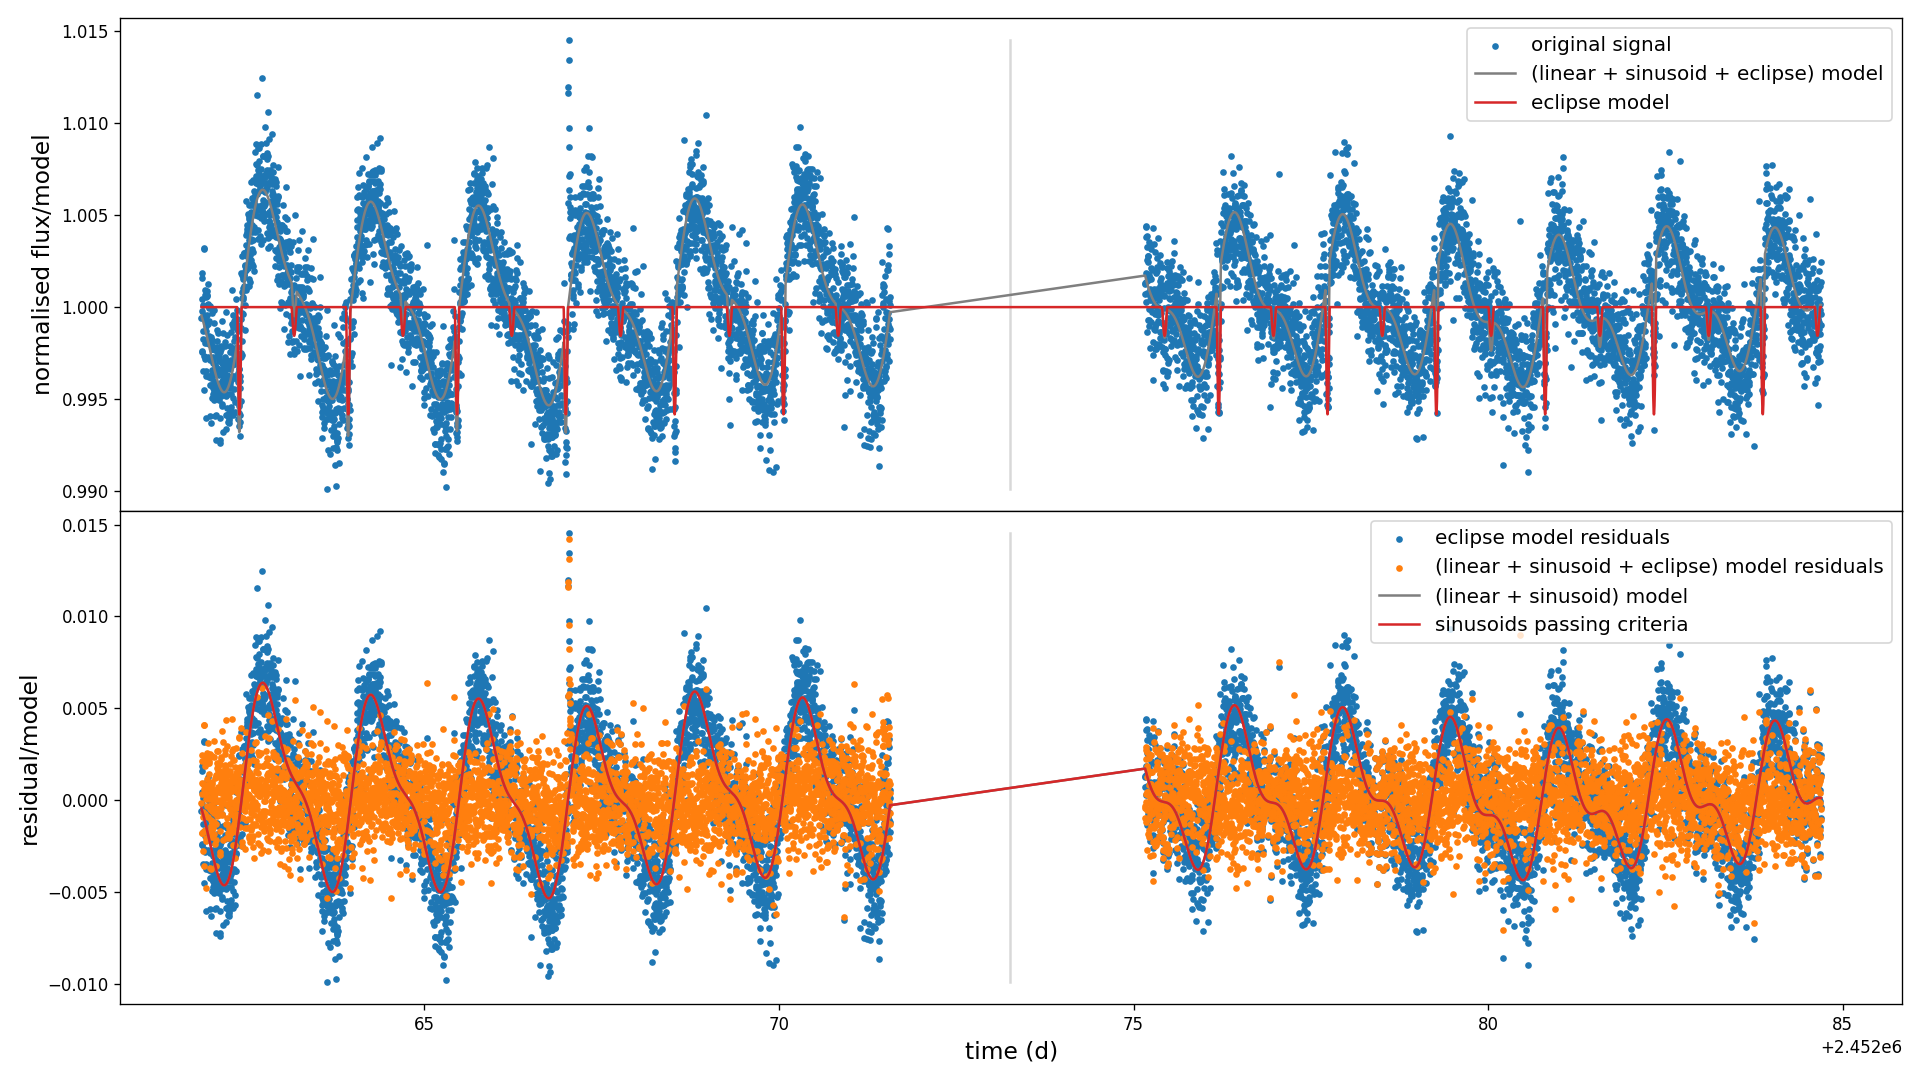 normalised flux/model
1.015
1.010
1.005
1.000
0.995
0.990
original signal
(linear + sinusoid + eclipse) model
eclipse model
residual/model
0.015
0.010
0.005
0.000
−0.005
−0.010
eclipse model residuals
(linear + sinusoid + eclipse) model residuals
(linear + sinusoid) model
sinusoids passing criteria
65
70
75
80
85
time (d)
+2.452e6